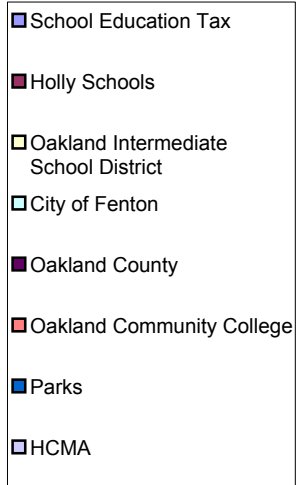 School Education Tax
Holly Schools
Oakland Intermediate
School District
City of Fenton
Oakland County
Oakland Community College
Parks
HCMA